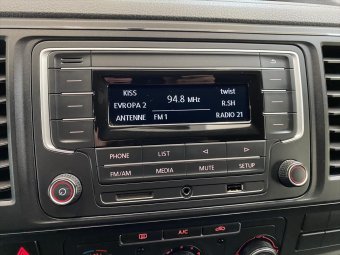 KISS twist
94.8 MHz
EVROPA 2 R.SH
ANTENNE FM 1 RADIO 21
PHONE LIST MUTE SETUP
FM/AM MEDIA
A/C